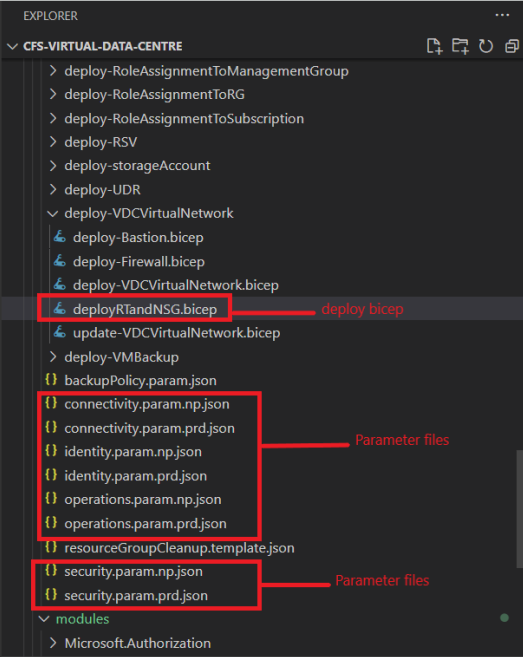 EXPLORER
CFS-VIRTUAL-DATA-CENTRE
deploy-RoleAssignmentToManagementGroup
deploy-RoleAssignmentToRG
deploy-RoleAssignmentToSubscription
deploy-RSV
deploy-storageAccount
deploy-UDR
deploy-VDCVirtualNetwork
deploy-Bastion.bicep
deploy-Firewall.bicep
deploy-VDCVirtualNetwork.bicep
deployRTandNSG.bicep deploy bicep
update-VDCVirtualNetwork.bicep
deploy-VMBackup
{} backupPolicy.param.json
{} connectivity.param.np.json
{} connectivity.param.prd.json
Parameter files
{} identity.param.np.json
{} identity.param.prd.json
{} operations.param.np.json
{} operations.param.prd.json
{} resourceGroupCleanup.template.json
{} security.param.np.json
Parameter files
{} security.param.prd.json
modules
Microsoft.Authorization